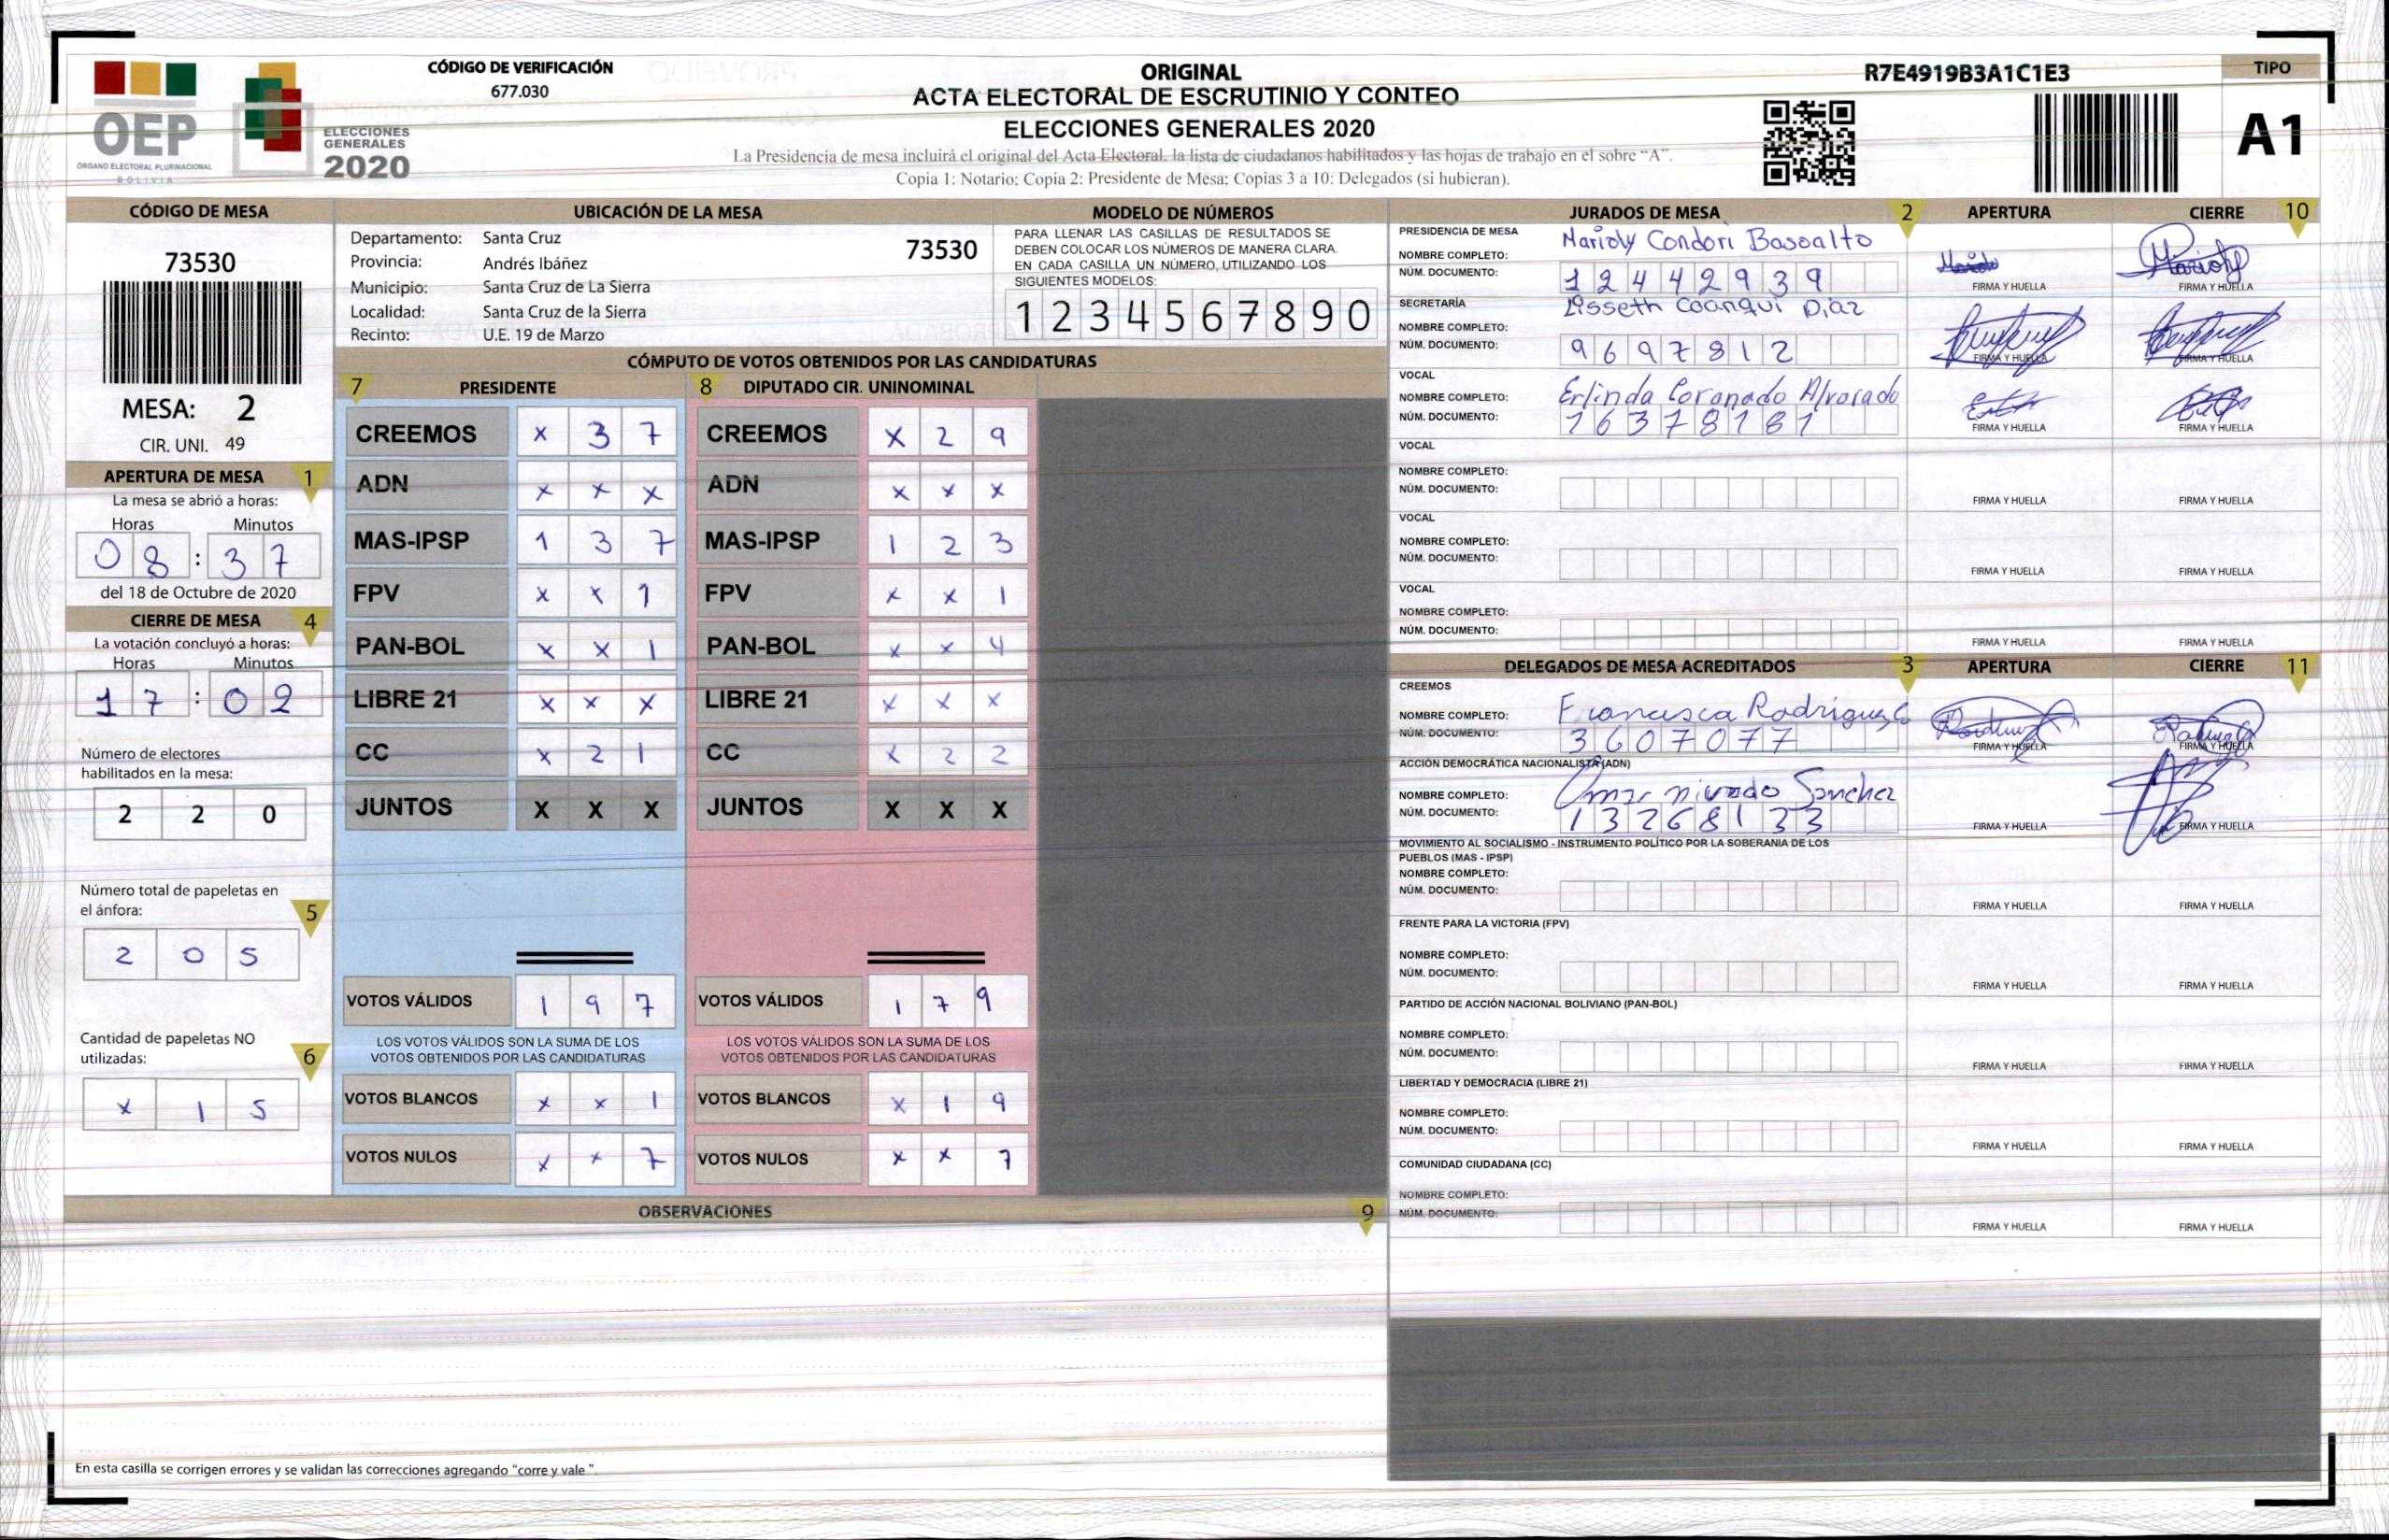 CÓDIGO DE VERIFICACIÓN
677.030
ORIGINAL
ACTA ELECTORAL DE ESCRUTINIO Y CONTEO
ELECCIONES GENERALES 2020
La Presidencia de mesa incluirá el original del Acta Electoral, la lista de ciudadanos habilitados y las hojas de trabajo en el sobre “A”.
Copia 1: Notario; Copia 2: Presidente de Mesa; Copias 3 a 10: Delegados (si hubieran).
R7E4919B3A1C1E3
TIPO
A1
OEP
ÓRGANO ELECTORAL PLURINACIONAL
BOLIVIA
ELECCIONES
GENERALES
2020
CÓDIGO DE MESA
73530
MESA: 2
CIR. UNI. 49
APERTURA DE MESA 1
La mesa se abrió a horas:
Horas Minutos
08 : 37
del 18 de Octubre de 2020
CIERRE DE MESA 4
La votación concluyó a horas:
Horas Minutos
17 : 02
Número de electores
habilitados en la mesa:
2 2 0
Número total de papeletas en
el ánfora: 5
2 0 5
Cantidad de papeletas NO
utilizadas: 6
x 1 5
UBICACIÓN DE LA MESA
Departamento: Santa Cruz
73530
Provincia: Andrés Ibáñez
Municipio: Santa Cruz de La Sierra
Localidad: Santa Cruz de la Sierra
Recinto: U.E. 19 de Marzo
MODELO DE NÚMEROS
PARA LLENAR LAS CASILLAS DE RESULTADOS SE
DEBEN COLOCAR LOS NÚMEROS DE MANERA CLARA.
EN CADA CASILLA UN NÚMERO, UTILIZANDO LOS
SIGUIENTES MODELOS:
1 2 3 4 5 6 7 8 9 0
CÓMPUTO DE VOTOS OBTENIDOS POR LAS CANDIDATURAS
7 PRESIDENTE
CREEMOS x 3 7
ADN x x x
MAS-IPSP 1 3 7
FPV x x 1
PAN-BOL x x 1
LIBRE 21 x x x
CC x 2 1
JUNTOS X X X
VOTOS VÁLIDOS 1 9 7
LOS VOTOS VÁLIDOS SON LA SUMA DE LOS
VOTOS OBTENIDOS POR LAS CANDIDATURAS
VOTOS BLANCOS x x 1
VOTOS NULOS x x 7
8 DIPUTADO CIR. UNINOMINAL
CREEMOS x 2 9
ADN x x x
MAS-IPSP 1 2 3
FPV x x 1
PAN-BOL x x 4
LIBRE 21 x x x
CC x 2 2
JUNTOS X X X
VOTOS VÁLIDOS 1 7 9
LOS VOTOS VÁLIDOS SON LA SUMA DE LOS
VOTOS OBTENIDOS POR LAS CANDIDATURAS
VOTOS BLANCOS x 1 9
VOTOS NULOS x x 7
OBSERVACIONES 9
En esta casilla se corrigen errores y se validan las correcciones agregando "corre y vale".
JURADOS DE MESA 2 APERTURA CIERRE 10
PRESIDENCIA DE MESA
NOMBRE COMPLETO: Marioly Condori Basoalto
NÚM. DOCUMENTO: 12442939
FIRMA Y HUELLA FIRMA Y HUELLA
SECRETARÍA
NOMBRE COMPLETO: Lisseth Coanqui Diaz
NÚM. DOCUMENTO: 9697812
FIRMA Y HUELLA FIRMA Y HUELLA
VOCAL
NOMBRE COMPLETO: Erlinda Coronado Alvarado
NÚM. DOCUMENTO: 16378181
FIRMA Y HUELLA FIRMA Y HUELLA
VOCAL
NOMBRE COMPLETO:
NÚM. DOCUMENTO:
FIRMA Y HUELLA FIRMA Y HUELLA
VOCAL
NOMBRE COMPLETO:
NÚM. DOCUMENTO:
FIRMA Y HUELLA FIRMA Y HUELLA
VOCAL
NOMBRE COMPLETO:
NÚM. DOCUMENTO:
FIRMA Y HUELLA FIRMA Y HUELLA
DELEGADOS DE MESA ACREDITADOS 3 APERTURA CIERRE 11
CREEMOS
NOMBRE COMPLETO: Francisca Rodriguez
NÚM. DOCUMENTO: 3607077
FIRMA Y HUELLA FIRMA Y HUELLA
ACCIÓN DEMOCRÁTICA NACIONALISTA (ADN)
NOMBRE COMPLETO: Omar Sanchez
NÚM. DOCUMENTO: 13268133
FIRMA Y HUELLA FIRMA Y HUELLA
MOVIMIENTO AL SOCIALISMO - INSTRUMENTO POLÍTICO POR LA SOBERANIA DE LOS
PUEBLOS (MAS - IPSP)
NOMBRE COMPLETO:
NÚM. DOCUMENTO:
FIRMA Y HUELLA FIRMA Y HUELLA
FRENTE PARA LA VICTORIA (FPV)
NOMBRE COMPLETO:
NÚM. DOCUMENTO:
FIRMA Y HUELLA FIRMA Y HUELLA
PARTIDO DE ACCIÓN NACIONAL BOLIVIANO (PAN-BOL)
NOMBRE COMPLETO:
NÚM. DOCUMENTO:
FIRMA Y HUELLA FIRMA Y HUELLA
LIBERTAD Y DEMOCRACIA (LIBRE 21)
NOMBRE COMPLETO:
NÚM. DOCUMENTO:
FIRMA Y HUELLA FIRMA Y HUELLA
COMUNIDAD CIUDADANA (CC)
NOMBRE COMPLETO:
NÚM. DOCUMENTO:
FIRMA Y HUELLA FIRMA Y HUELLA